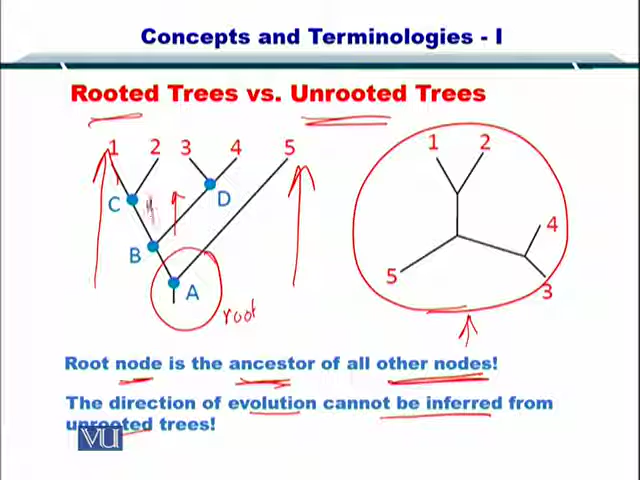 Concepts and Terminologies - I
Rooted Trees vs. Unrooted Trees
1 2 3 4 5
C D
B
A
root
1 2
4
5
3
Root node is the ancestor of all other nodes!
The direction of evolution cannot be inferred from
unrooted trees!
VU